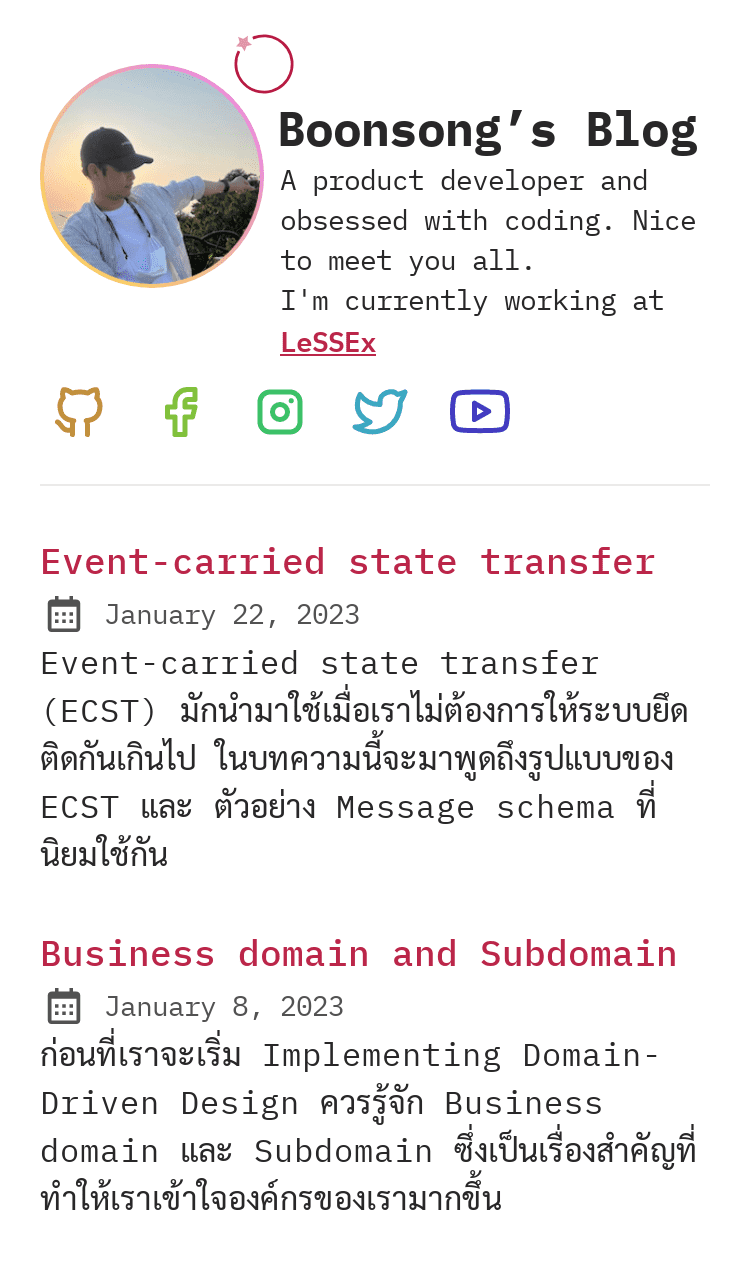 Boonsong’s Blog
A product developer and
obsessed with coding. Nice
to meet you all.
I'm currently working at
LeSSEx
Event-carried state transfer
January 22, 2023
Event-carried state transfer
(ECST) มักนำมาใช้เมื่อเราไม่ต้องการให้ระบบยึด
ติดกันเกินไป ในบทความนี้จะมาพูดถึงรูปแบบของ
ECST และ ตัวอย่าง Message schema ที่
นิยมใช้กัน
Business domain and Subdomain
January 8, 2023
ก่อนที่เราจะเริ่ม Implementing Domain-
Driven Design ควรรู้จัก Business
domain และ Subdomain ซึ่งเป็นเรื่องสำคัญที่
ทำให้เราเข้าใจองค์กรของเรามากขึ้น